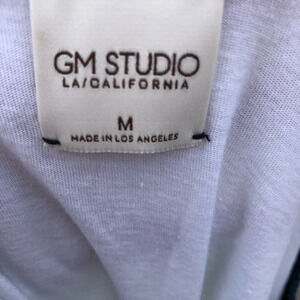 GM STUDIO
LA/CALIFORNIA
M
MADE IN LOS ANGELES